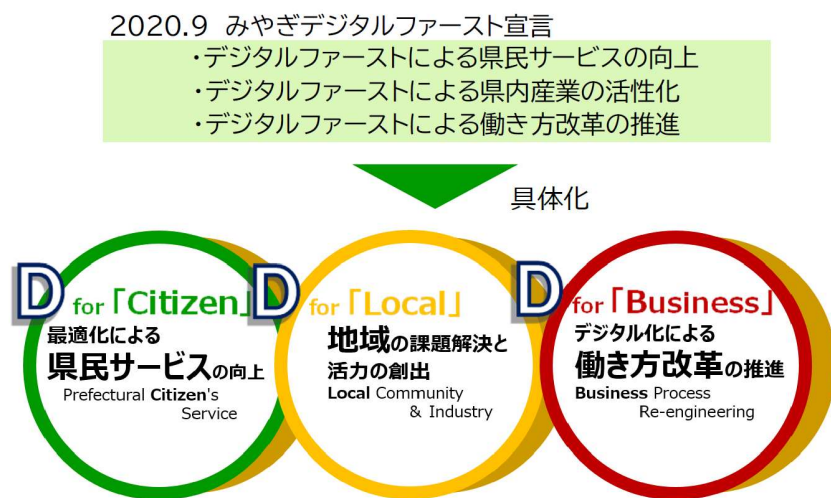 2020.9 みやぎデジタルファースト宣言
・デジタルファーストによる県民サービスの向上
・デジタルファーストによる県内産業の活性化
・デジタルファーストによる働き方改革の推進
具体化
D for「Citizen」
最適化による
県民サービスの向上
Prefectural Citizen's
Service
D for「Local」
地域の課題解決と
活力の創出
Local Community
& Industry
D for「Business」
デジタル化による
働き方改革の推進
Business Process
Re-engineering